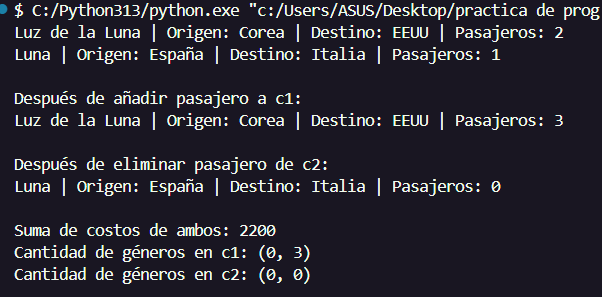 $ C:/Python313/python.exe "c:/Users/ASUS/Desktop/practica de prog
Luz de la Luna | Origen: Corea | Destino: EEUU | Pasajeros: 2
Luna | Origen: España | Destino: Italia | Pasajeros: 1
Después de añadir pasajero a c1:
Luz de la Luna | Origen: Corea | Destino: EEUU | Pasajeros: 3
Después de eliminar pasajero de c2:
Luna | Origen: España | Destino: Italia | Pasajeros: 0
Suma de costos de ambos: 2200
Cantidad de géneros en c1: (0, 3)
Cantidad de géneros en c2: (0, 0)